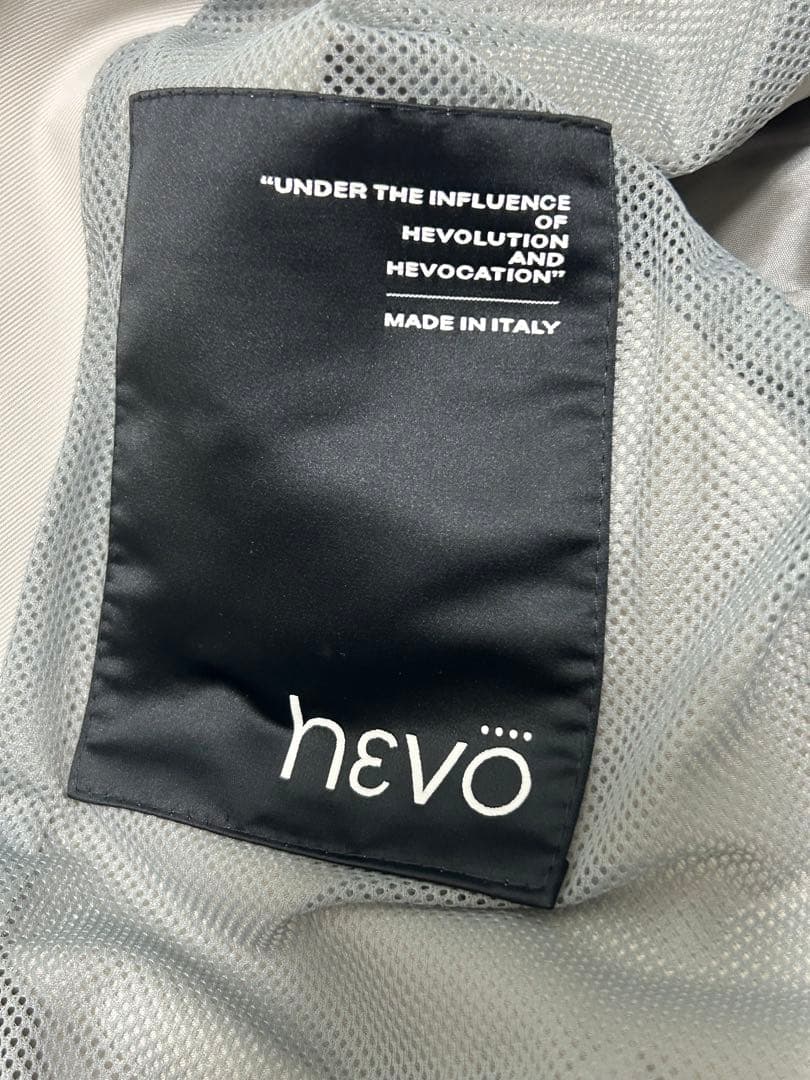 “UNDER THE INFLUENCE
OF
HEVOLUTION
AND
HEVOCATION”
MADE IN ITALY
hevo